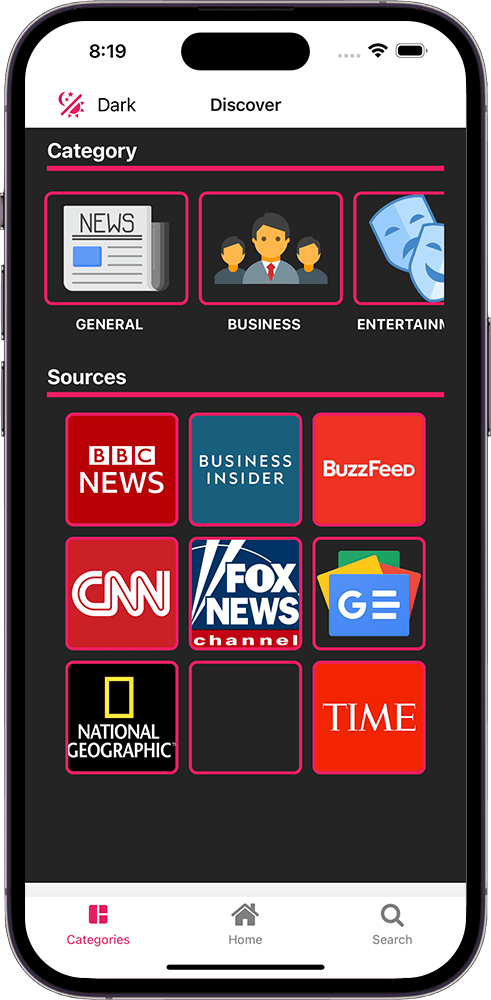 8:19
Dark
Discover
Category
NEWS
GENERAL
BUSINESS
ENTERTAINM
Sources
BBC
NEWS
BUSINESS
INSIDER
BuzzFeed
CNN
FOX
NEWS
channel
G
NATIONAL
GEOGRAPHIC
TIME
Categories
Home
Search